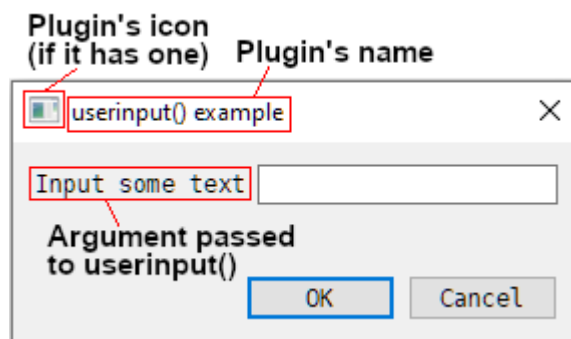 Plugin's icon
(if it has one) Plugin's name
userinput() example
Input some text
Argument passed
to userinput()
OK Cancel